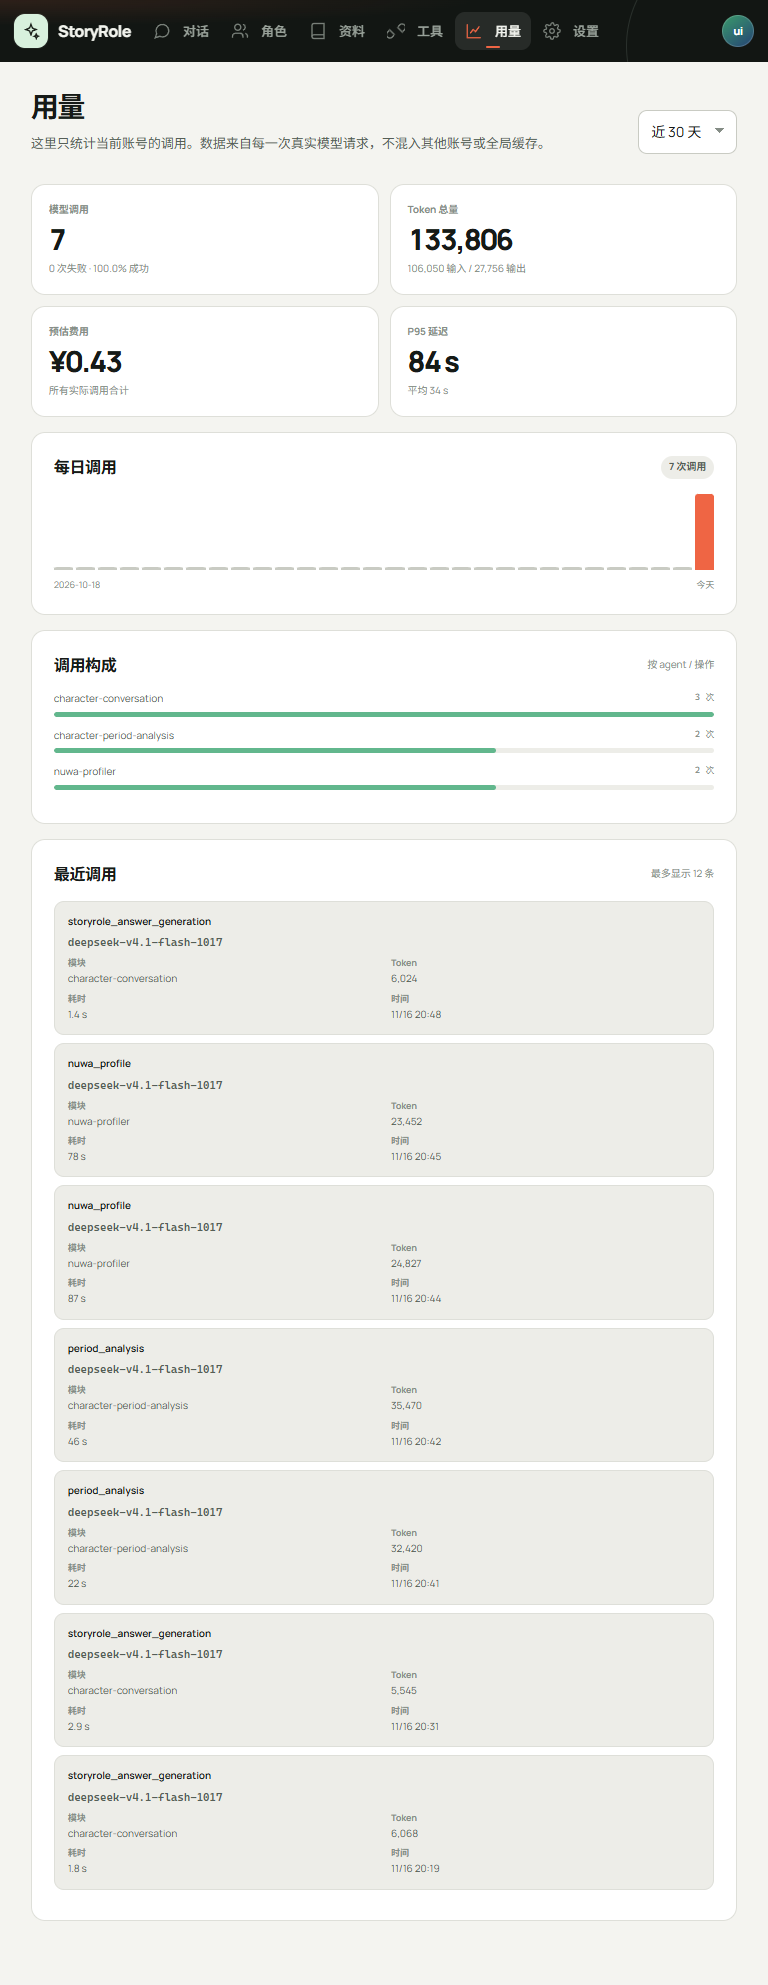 StoryRole 对话 角色 资料 工具 用量 设置 ui
用量
这里只统计当前账号的调用。数据来自每一次真实模型请求，不混入其他账号或全局缓存。
近 30 天
模型调用
7
0 次失败 · 100.0% 成功
Token 总量
133,806
106,050 输入 / 27,756 输出
预估费用
¥0.43
所有实际调用合计
P95 延迟
84 s
平均 34 s
每日调用
7 次调用
2026-10-18
今天
调用构成
按 agent / 操作
character-conversation
3 次
character-period-analysis
2 次
nuwa-profiler
2 次
最近调用
最多显示 12 条
storyrole_answer_generation
deepseek-v4.1-flash-1017
模块
character-conversation
Token
6,024
耗时
1.4 s
时间
11/16 20:48
nuwa_profile
deepseek-v4.1-flash-1017
模块
nuwa-profiler
Token
23,452
耗时
78 s
时间
11/16 20:45
nuwa_profile
deepseek-v4.1-flash-1017
模块
nuwa-profiler
Token
24,827
耗时
87 s
时间
11/16 20:44
period_analysis
deepseek-v4.1-flash-1017
模块
character-period-analysis
Token
35,470
耗时
46 s
时间
11/16 20:42
period_analysis
deepseek-v4.1-flash-1017
模块
character-period-analysis
Token
32,420
耗时
22 s
时间
11/16 20:41
storyrole_answer_generation
deepseek-v4.1-flash-1017
模块
character-conversation
Token
5,545
耗时
2.9 s
时间
11/16 20:31
storyrole_answer_generation
deepseek-v4.1-flash-1017
模块
character-conversation
Token
6,068
耗时
1.8 s
时间
11/16 20:19